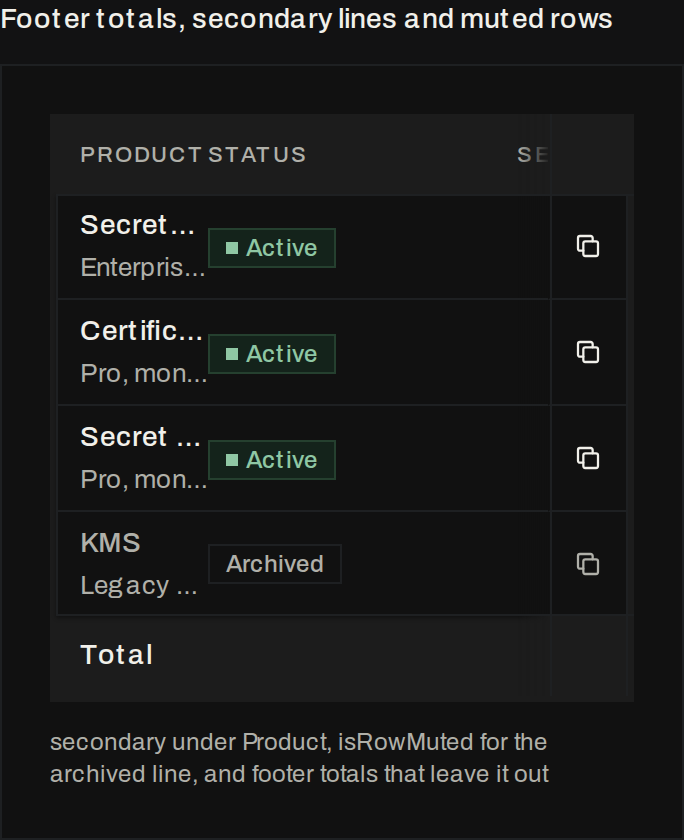 Footer totals, secondary lines and muted rows
PRODUCT STATUS SE
Secret...
Enterpris...
Active
Certific...
Pro, mon...
Active
Secret ...
Pro, mon...
Active
KMS
Legacy ...
Archived
Total
secondary under Product, isRowMuted for the
archived line, and footer totals that leave it out